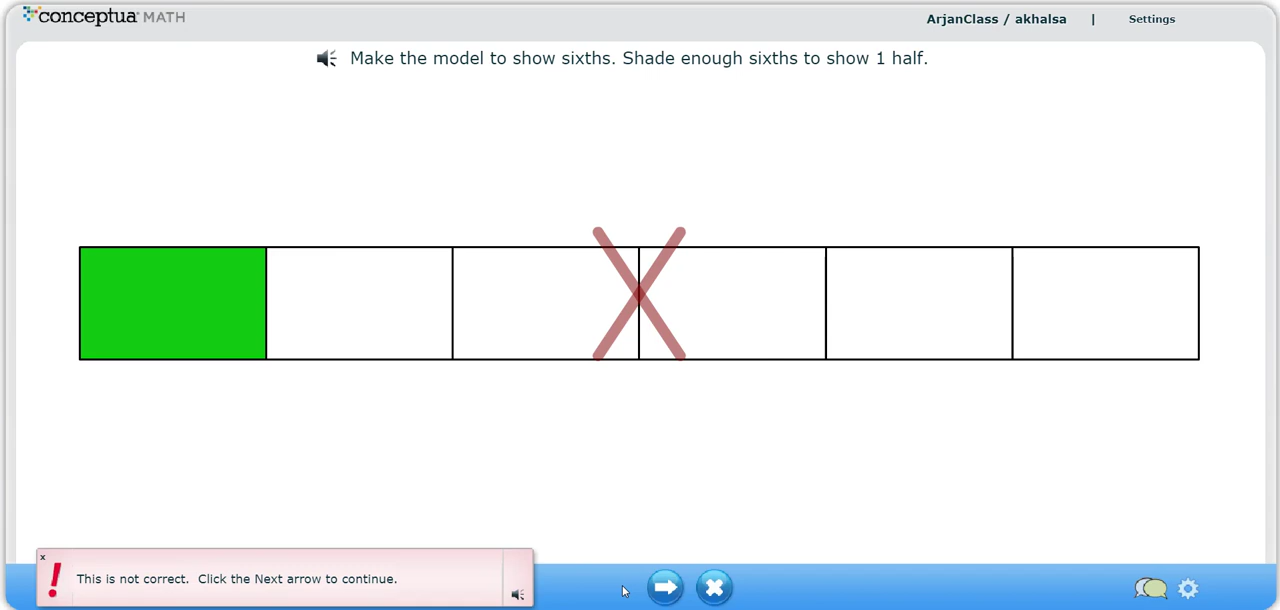 conceptua MATH
ArjanClass / akhalsa | Settings
Make the model to show sixths. Shade enough sixths to show 1 half.
x
This is not correct. Click the Next arrow to continue.